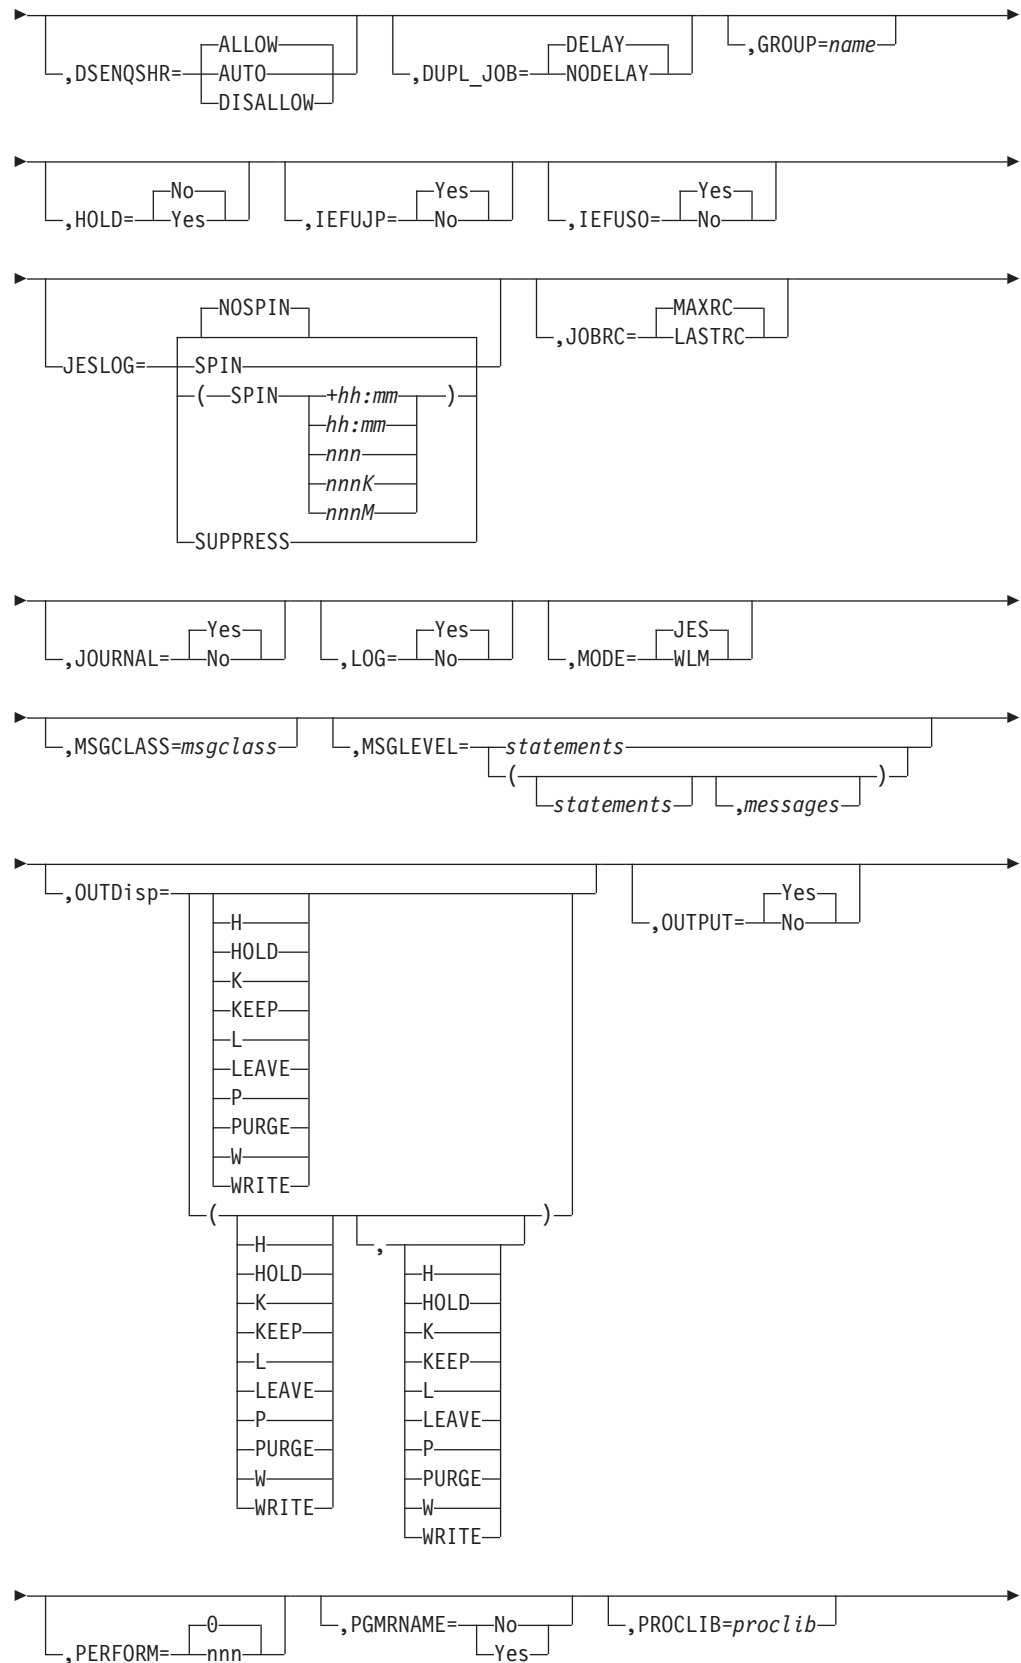 ALLOW DELAY ,GROUP=name
,DSENQSHR= AUTO ,DUPL_JOB= NODELAY
DISALLOW
No Yes Yes
,HOLD= Yes ,IEFUJP= No ,IEFUSO= No
NOSPIN MAXRC
,JOBRC= LASTRC
JESLOG= SPIN
( SPIN +hh:mm )
hh:mm
nnn
nnnK
nnnM
SUPPRESS
Yes Yes JES
,JOURNAL= No ,LOG= No ,MODE= WLM
,MSGCLASS=msgclass ,MSGLEVEL= statements
( statements ,messages )
,OUTDisp= Yes
H ,OUTPUT= No
HOLD
K
KEEP
L
LEAVE
P
PURGE
W
WRITE
( , )
H H
HOLD HOLD
K K
KEEP KEEP
L L
LEAVE LEAVE
P P
PURGE PURGE
W W
WRITE WRITE
0 ,PGMRNAME= No ,PROCLIB=proclib
,PERFORM= nnn Yes